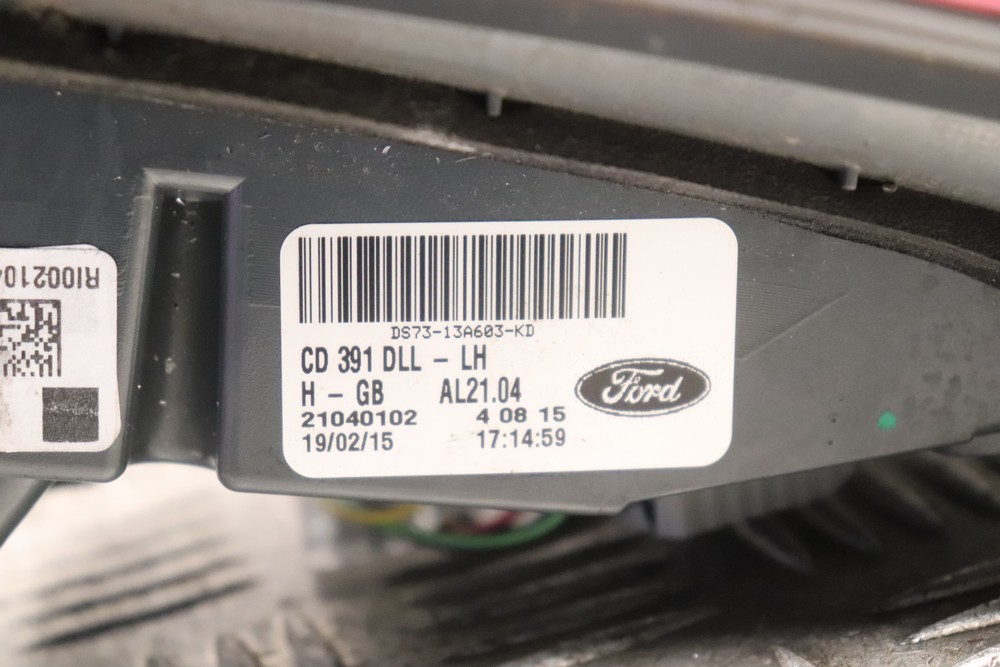 RI002104
DS73-13A603-KD
CD 391 DLL - LH
H - GB AL21.04
Ford
21040102 4 08 15
19/02/15 17:14:59